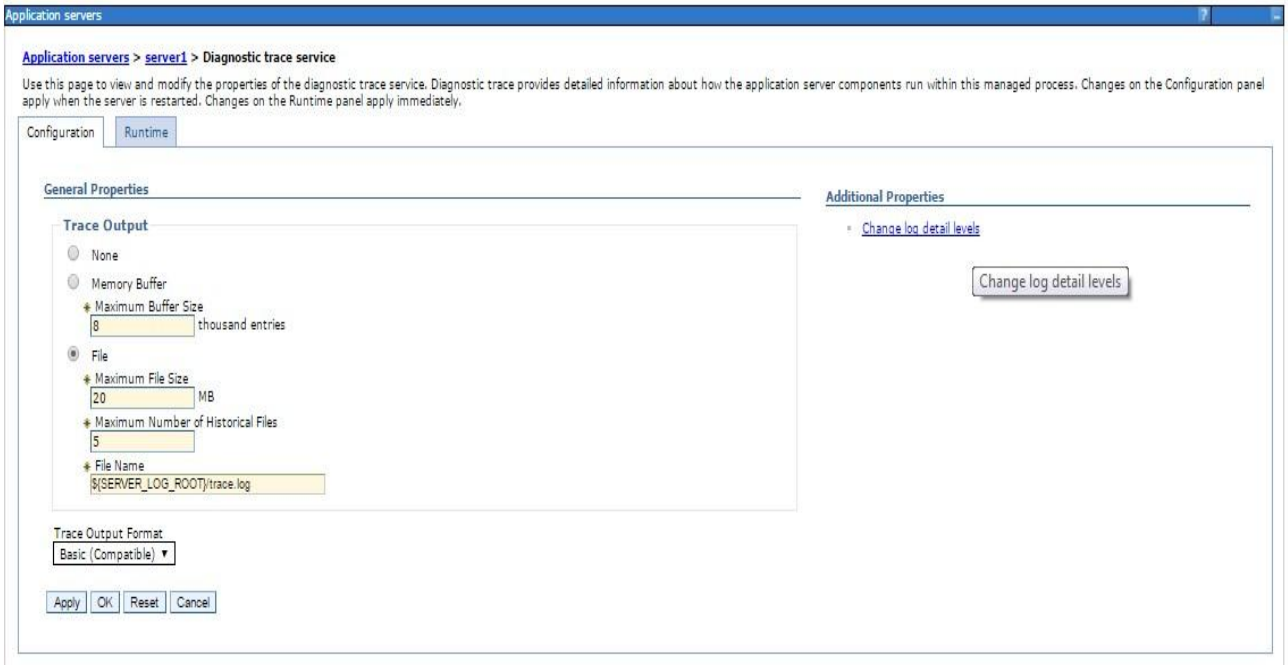 Application servers
?
Application servers > server1 > Diagnostic trace service
Use this page to view and modify the properties of the diagnostic trace service. Diagnostic trace provides detailed information about how the application server components run within this managed process. Changes on the Configuration panel
apply when the server is restarted. Changes on the Runtime panel apply immediately.
Configuration Runtime
General Properties
Trace Output
None
Memory Buffer
Maximum Buffer Size
8 thousand entries
File
Maximum File Size
20 MB
Maximum Number of Historical Files
5
File Name
${SERVER_LOG_ROOT}/trace.log
Trace Output Format
Basic (Compatible)
Apply OK Reset Cancel
Additional Properties
Change log detail levels
Change log detail levels